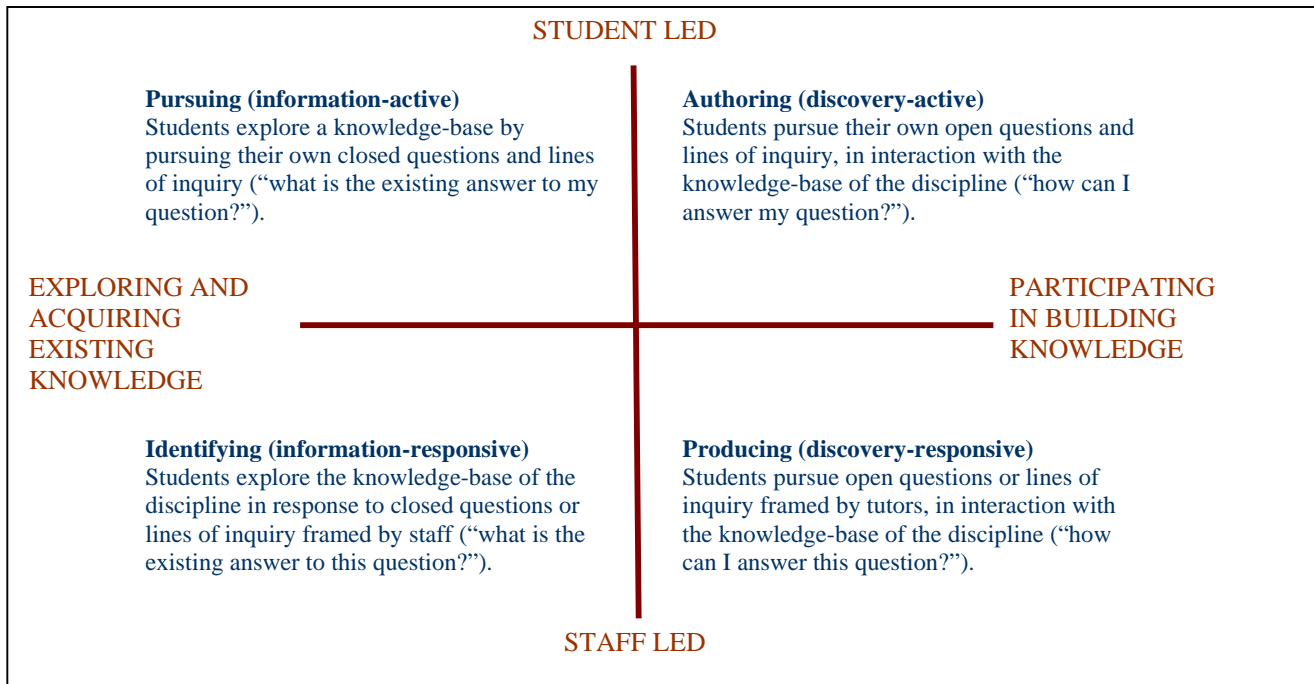 STUDENT LED
Pursuing (information-active)
Students explore a knowledge-base by
pursuing their own closed questions and lines
of inquiry (“what is the existing answer to my
question?”).
Authoring (discovery-active)
Students pursue their own open questions and
lines of inquiry, in interaction with the
knowledge-base of the discipline (“how can I
answer my question?”).
EXPLORING AND
ACQUIRING
EXISTING
KNOWLEDGE
PARTICIPATING
IN BUILDING
KNOWLEDGE
Identifying (information-responsive)
Students explore the knowledge-base of the
discipline in response to closed questions or
lines of inquiry framed by staff (“what is the
existing answer to this question?”).
Producing (discovery-responsive)
Students pursue open questions or lines of
inquiry framed by tutors, in interaction with
the knowledge-base of the discipline (“how
can I answer this question?”).
STAFF LED